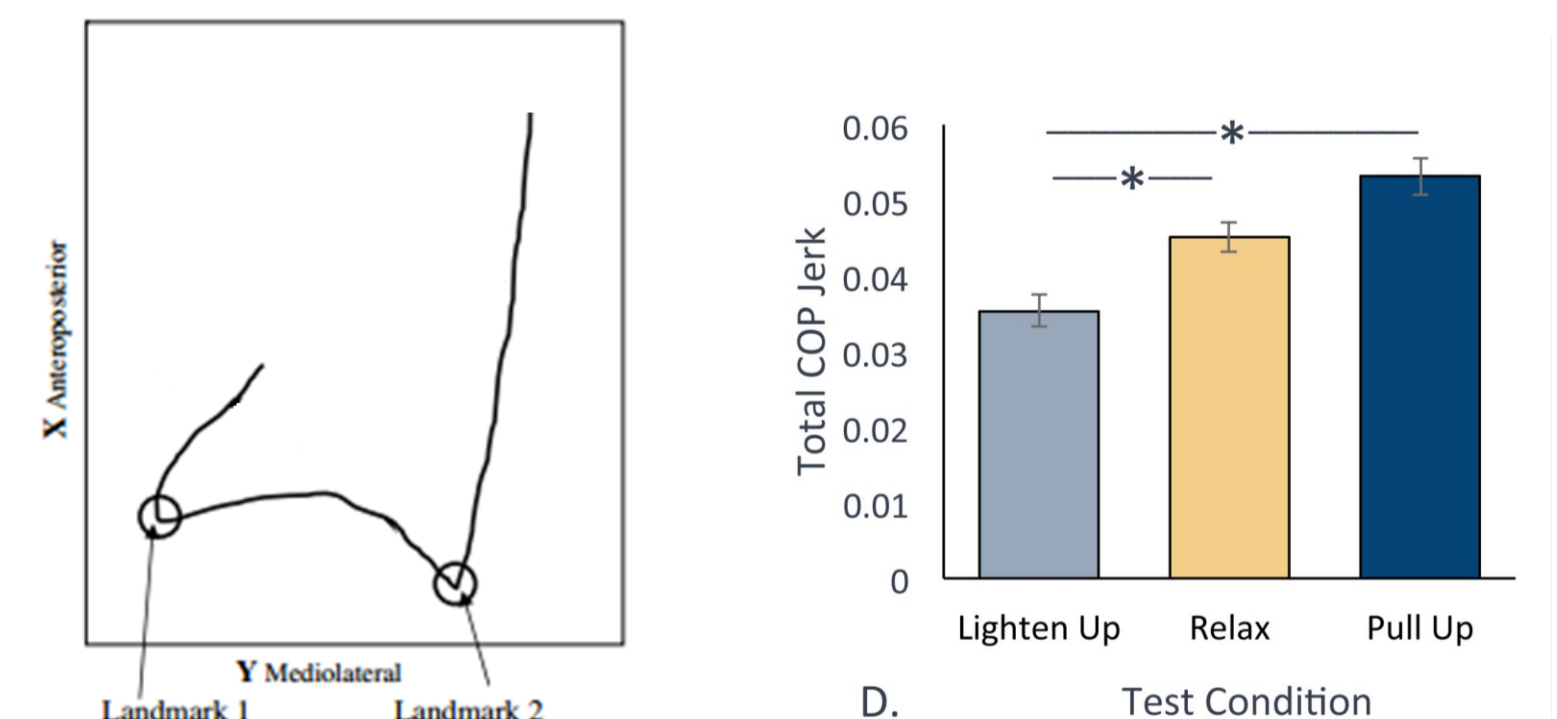 X Anteroposterior
Y Mediolateral
Landmark 1
Landmark 2
Total COP Jerk
0.06
0.05
0.04
0.03
0.02
0.01
0
*
*
Lighten Up
Relax
Pull Up
D.
Test Condition